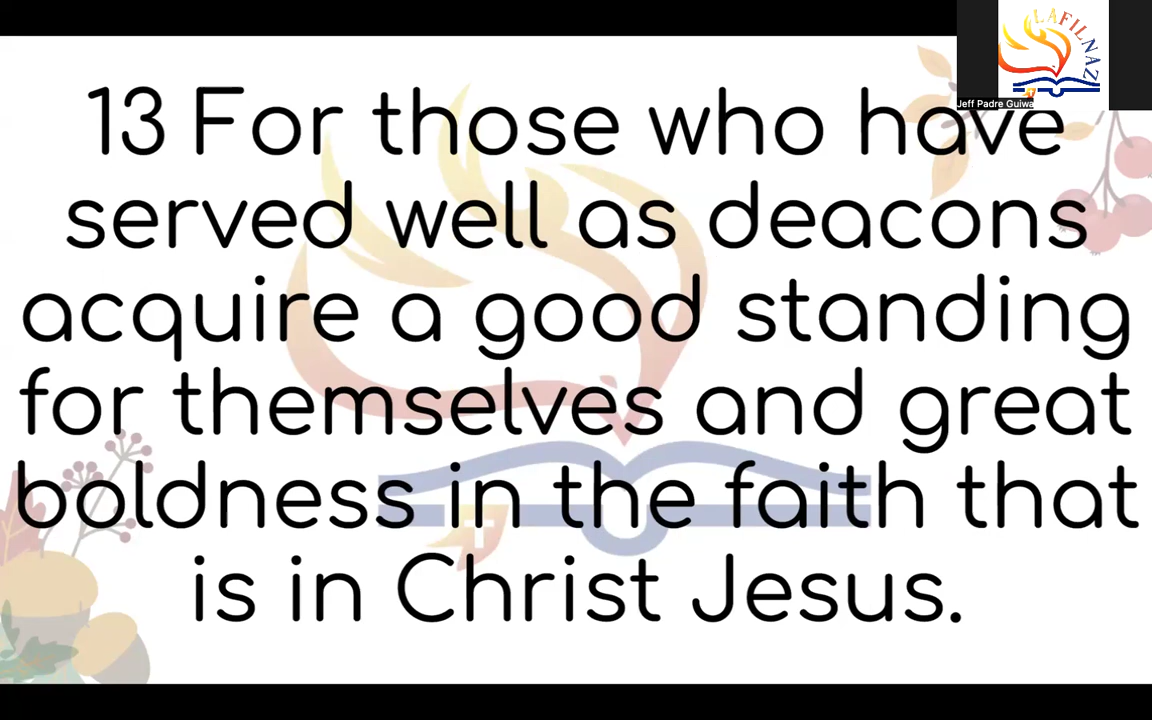 LAFILNAZ
Jeff Padre Guiwa
13 For those who have
served well as deacons
acquire a good standing
for themselves and great
boldness in the faith that
is in Christ Jesus.